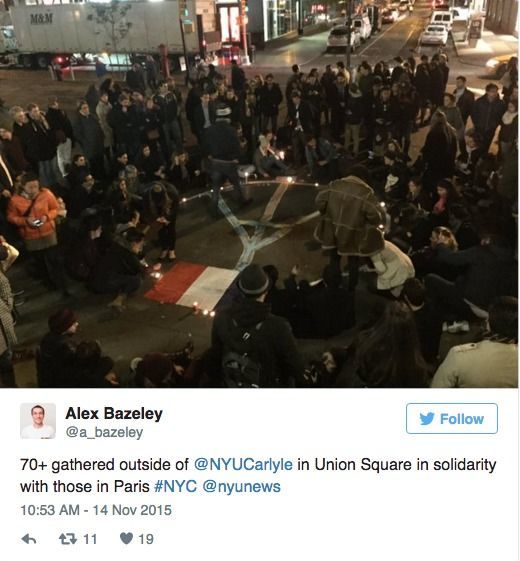 M&M
Alex Bazeley
@a_bazeley
Follow
70+ gathered outside of @NYUCarlyle in Union Square in solidarity
with those in Paris #NYC @nyunews
10:53 AM - 14 Nov 2015
11
19